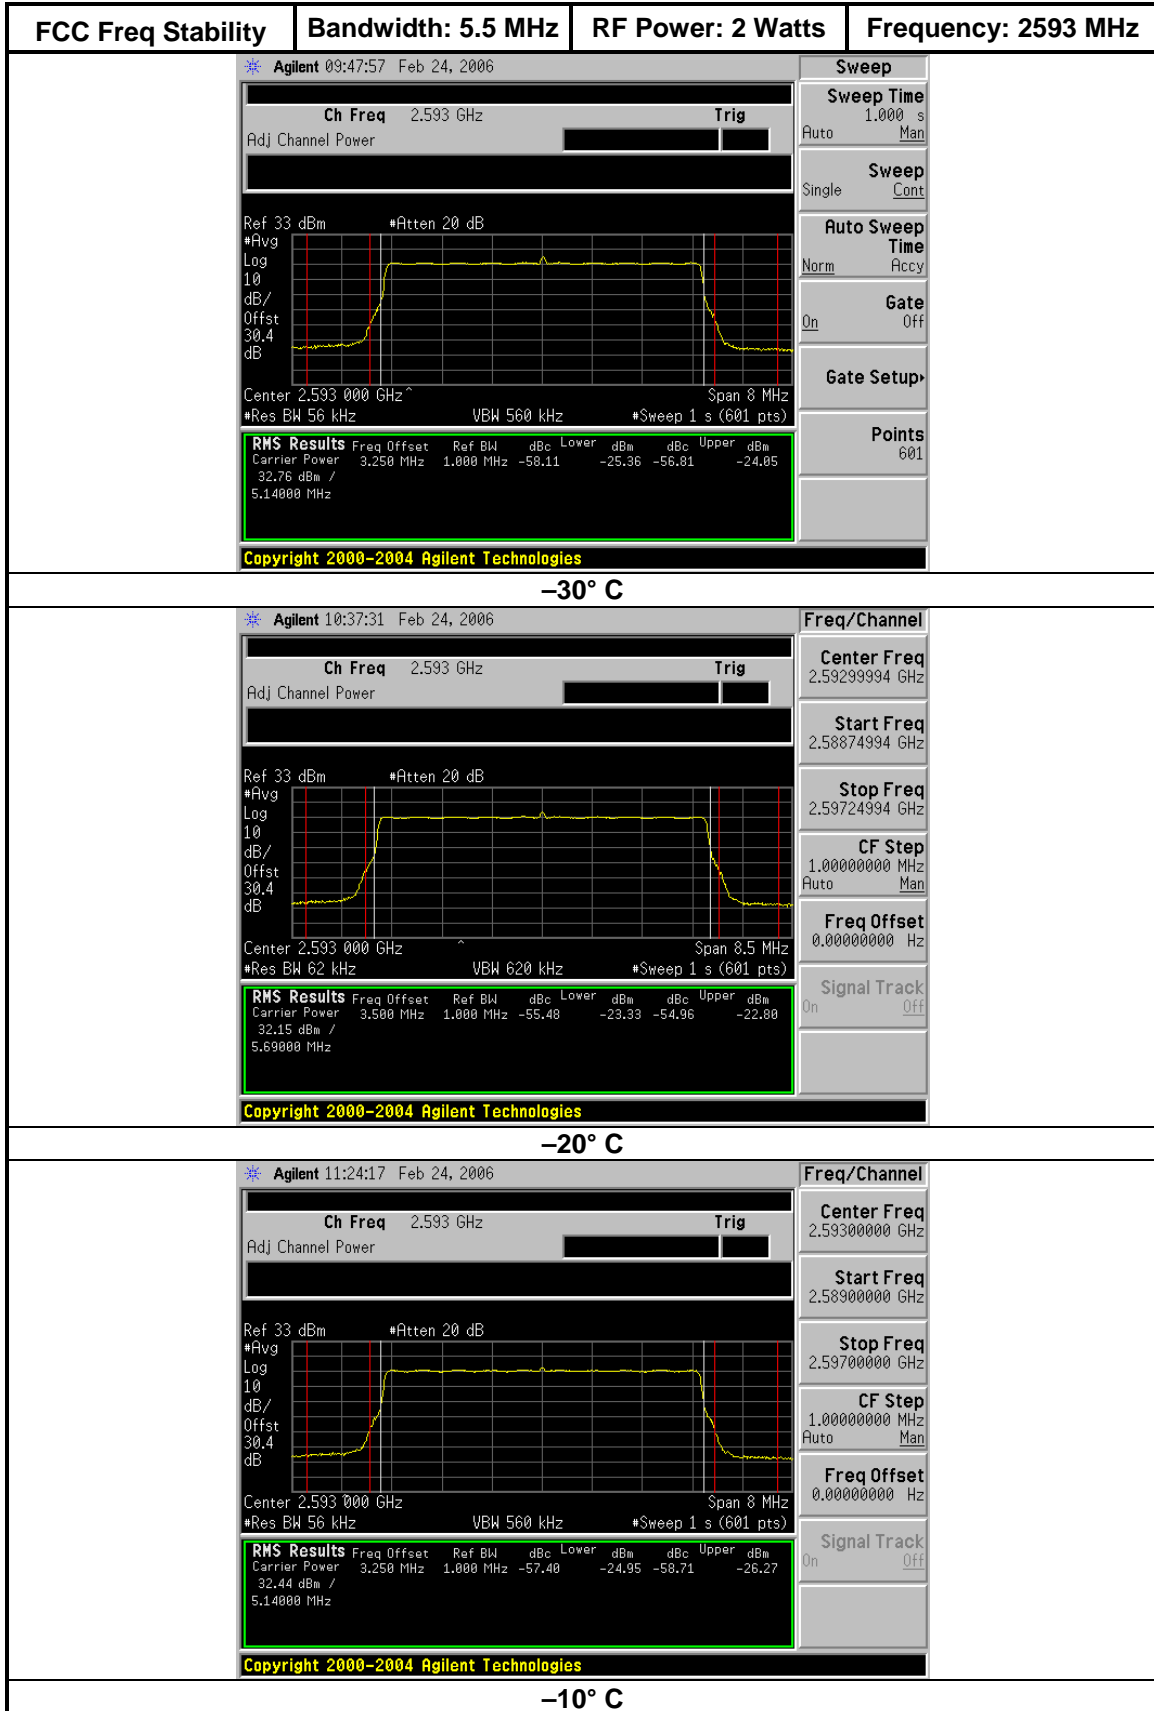 FCC Freq Stability Bandwidth: 5.5 MHz RF Power: 2 Watts Frequency: 2593 MHz
Agilent 09:47:57 Feb 24, 2006 Sweep
Ch Freq 2.593 GHz Trig
Adj Channel Power
Sweep Time
1.000 s
Auto Man
Sweep
Single Cont
Auto Sweep
Time
Norm Accy
Gate
On Off
Gate Setup
Points
601
Ref 33 dBm #Atten 20 dB
#Avg
Log
10
dB/
Offst
30.4
dB
Center 2.593 000 GHz^ Span 8 MHz
#Res BW 56 kHz VBW 560 kHz #Sweep 1 s (601 pts)
RMS Results Freq Offset Ref BW dBc Lower dBm dBc Upper dBm
Carrier Power 3.250 MHz 1.000 MHz -58.11 -25.36 -56.81 -24.05
32.76 dBm /
5.14000 MHz
Copyright 2000-2004 Agilent Technologies
–30° C
Agilent 10:37:31 Feb 24, 2006 Freq/Channel
Ch Freq 2.593 GHz Trig
Adj Channel Power
Center Freq
2.59299994 GHz
Start Freq
2.58874994 GHz
Stop Freq
2.59724994 GHz
CF Step
1.00000000 MHz
Auto Man
Freq Offset
0.00000000 Hz
Signal Track
On Off
Ref 33 dBm #Atten 20 dB
#Avg
Log
10
dB/
Offst
30.4
dB
Center 2.593 000 GHz ^ Span 8.5 MHz
#Res BW 62 kHz VBW 620 kHz #Sweep 1 s (601 pts)
RMS Results Freq Offset Ref BW dBc Lower dBm dBc Upper dBm
Carrier Power 3.500 MHz 1.000 MHz -55.48 -23.33 -54.96 -22.80
32.15 dBm /
5.69000 MHz
Copyright 2000-2004 Agilent Technologies
–20° C
Agilent 11:24:17 Feb 24, 2006 Freq/Channel
Ch Freq 2.593 GHz Trig
Adj Channel Power
Center Freq
2.59300000 GHz
Start Freq
2.58900000 GHz
Stop Freq
2.59700000 GHz
CF Step
1.00000000 MHz
Auto Man
Freq Offset
0.00000000 Hz
Signal Track
On Off
Ref 33 dBm #Atten 20 dB
#Avg
Log
10
dB/
Offst
30.4
dB
Center 2.593 000 GHz Span 8 MHz
#Res BW 56 kHz VBW 560 kHz #Sweep 1 s (601 pts)
RMS Results Freq Offset Ref BW dBc Lower dBm dBc Upper dBm
Carrier Power 3.250 MHz 1.000 MHz -57.40 -24.95 -58.71 -26.27
32.44 dBm /
5.14000 MHz
Copyright 2000-2004 Agilent Technologies
–10° C